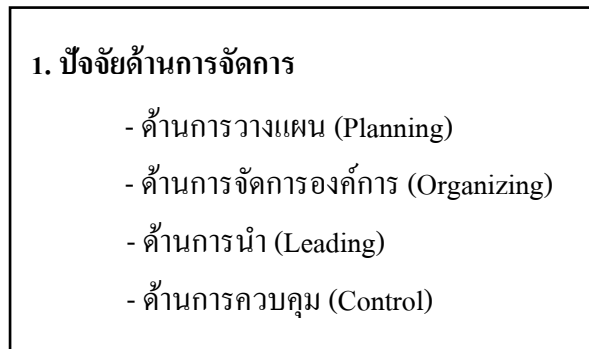 1. ปัจจัยด้านการจัดการ
- ด้านการวางแผน (Planning)
- ด้านการจัดการองค์การ (Organizing)
- ด้านการนำ (Leading)
- ด้านการควบคุม (Control)